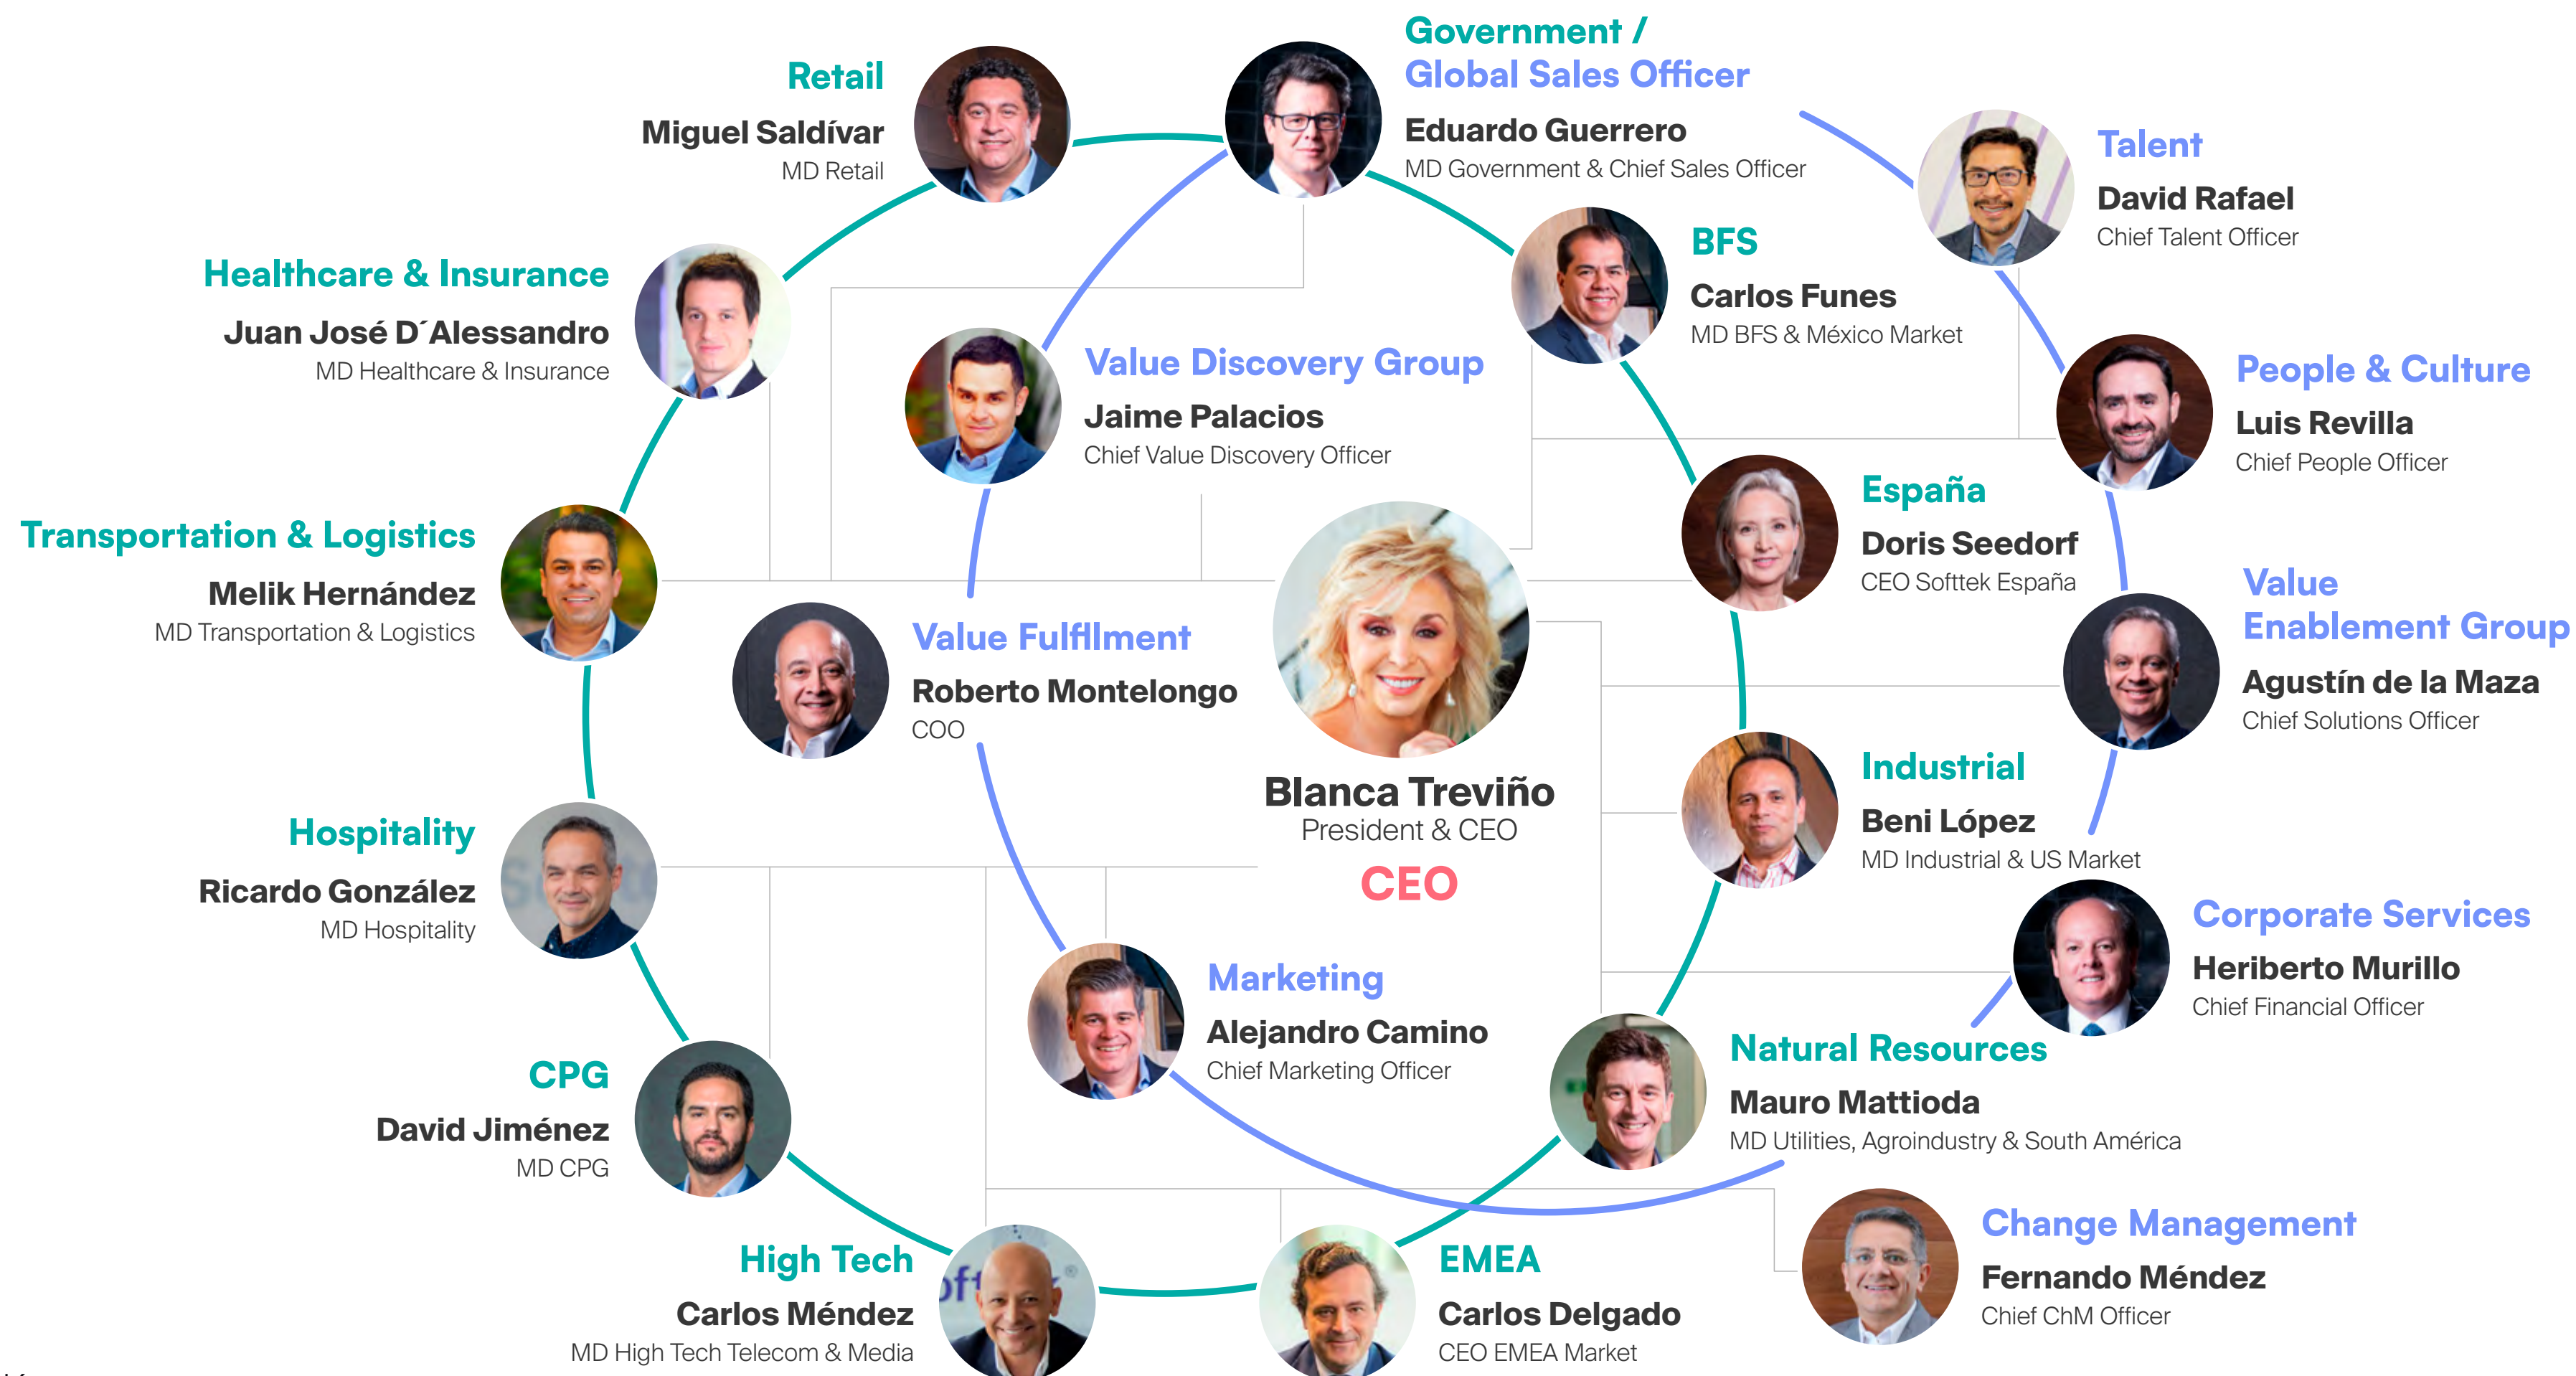 Government /
Global Sales Officer
Eduardo Guerrero
MD Government & Chief Sales Officer
Retail
Miguel Saldívar
MD Retail
Talent
David Rafael
Chief Talent Officer
BFS
Carlos Funes
MD BFS & México Market
Healthcare & Insurance
Juan José D´Alessandro
MD Healthcare & Insurance
Value Discovery Group
Jaime Palacios
Chief Value Discovery Officer
People & Culture
Luis Revilla
Chief People Officer
España
Doris Seedorf
CEO Softtek España
Transportation & Logistics
Melik Hernández
MD Transportation & Logistics
Value
Enablement Group
Agustín de la Maza
Chief Solutions Officer
Value Fulfllment
Roberto Montelongo
COO
Blanca Treviño
President & CEO
CEO
Industrial
Beni López
MD Industrial & US Market
Hospitality
Ricardo González
MD Hospitality
Corporate Services
Heriberto Murillo
Chief Financial Officer
Marketing
Alejandro Camino
Chief Marketing Officer
Natural Resources
Mauro Mattioda
MD Utilities, Agroindustry & South América
CPG
David Jiménez
MD CPG
Change Management
Fernando Méndez
Chief ChM Officer
High Tech
Carlos Méndez
MD High Tech Telecom & Media
EMEA
Carlos Delgado
CEO EMEA Market